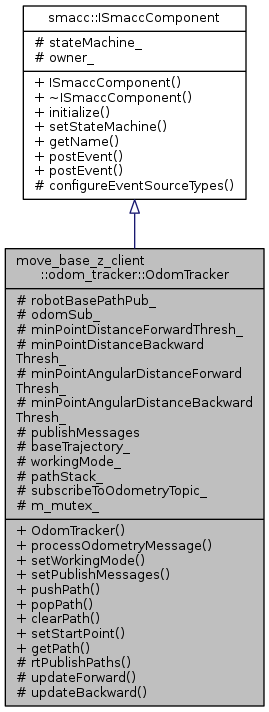 smacc::ISmaccComponent
# stateMachine_
# owner_
+ ISmaccComponent()
+ ~ISmaccComponent()
+ initialize()
+ setStateMachine()
+ getName()
+ postEvent()
+ postEvent()
# configureEventSourceTypes()
move_base_z_client
::odom_tracker::OdomTracker
# robotBasePathPub_
# odomSub_
# minPointDistanceForwardThresh_
# minPointDistanceBackward
Thresh_
# minPointAngularDistanceForward
Thresh_
# minPointAngularDistanceBackward
Thresh_
# publishMessages
# baseTrajectory_
# workingMode_
# pathStack_
# subscribeToOdometryTopic_
# m_mutex_
+ OdomTracker()
+ processOdometryMessage()
+ setWorkingMode()
+ setPublishMessages()
+ pushPath()
+ popPath()
+ clearPath()
+ setStartPoint()
+ getPath()
# rtPublishPaths()
# updateForward()
# updateBackward()